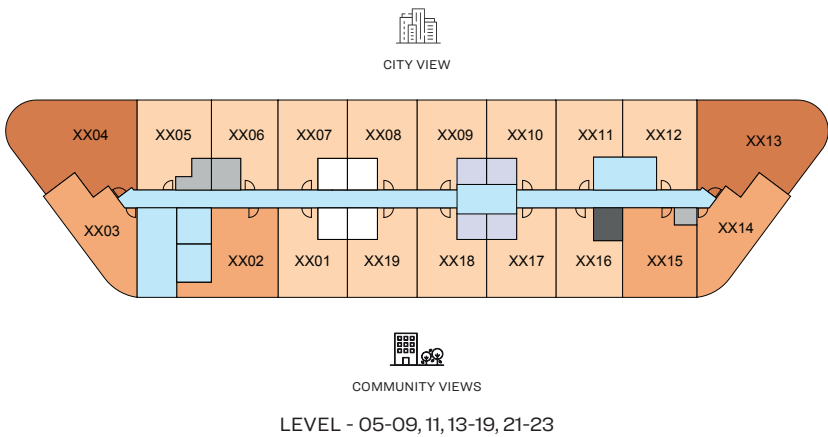 CITY VIEW
XX04 XX05 XX06 XX07 XX08 XX09 XX10 XX11 XX12 XX13
XX03 XX02 XX01 XX19 XX18 XX17 XX16 XX15 XX14
COMMUNITY VIEWS
LEVEL - 05-09, 11, 13-19, 21-23